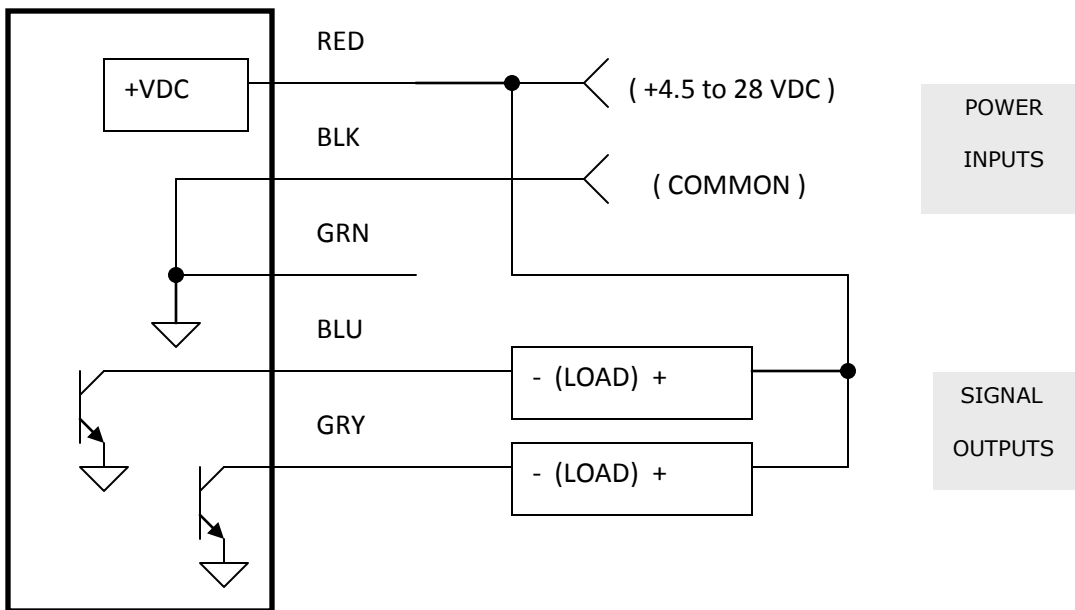 RED
+VDC
( +4.5 to 28 VDC )
POWER
INPUTS
BLK
( COMMON )
GRN
BLU
- (LOAD) +
SIGNAL
OUTPUTS
GRY
- (LOAD) +